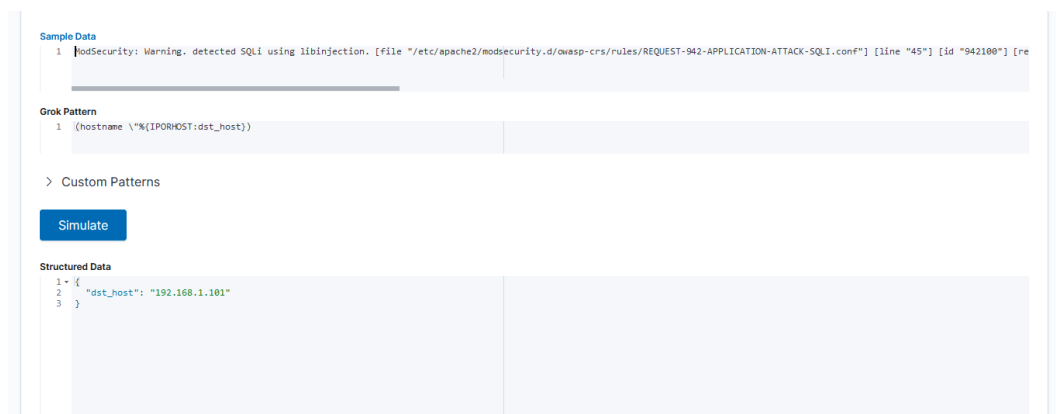 Sample Data
1 ModSecurity: Warning. detected SQLi using libinjection. [file "/etc/apache2/modsecurity.d/owasp-crs/rules/REQUEST-942-APPLICATION-ATTACK-SQLI.conf"] [line "45"] [id "942100"] [re
Grok Pattern
1 (hostname \"%{IPORHOST:dst_host})
Custom Patterns
Simulate
Structured Data
1 {
2 "dst_host": "192.168.1.101"
3 }